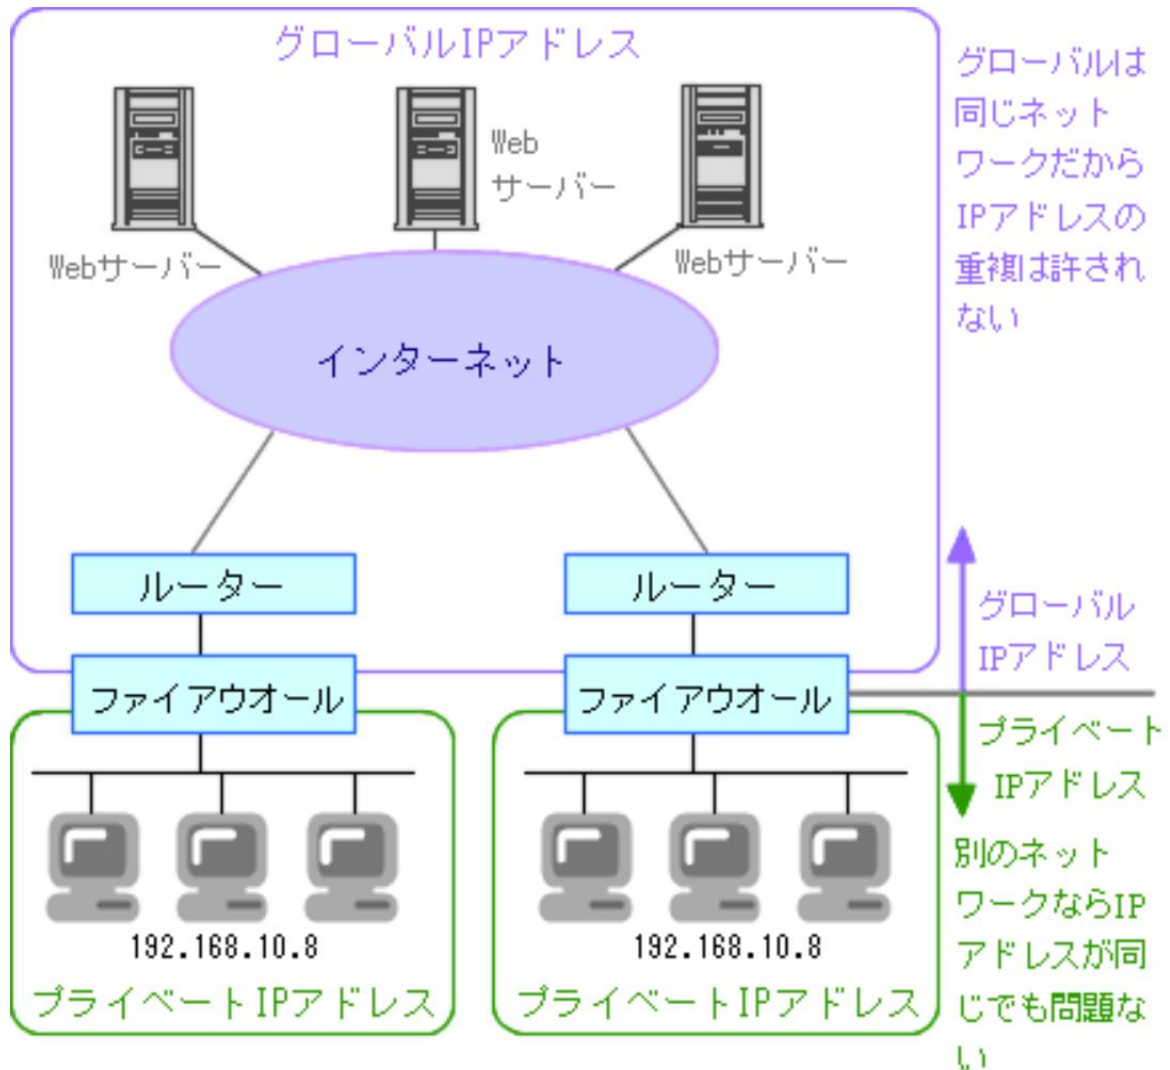 グローバルIPアドレス
Web
サーバー
Webサーバー
Webサーバー
インターネット
ルーター
ルーター
ファイアウオール
ファイアウオール
192.168.10.8
192.168.10.8
プライベートIPアドレス
プライベートIPアドレス
グローバルは
同じネット
ワークだから
IPアドレスの
重複は許され
ない
グローバル
IPアドレス
プライベート
IPアドレス
別のネット
ワークならIP
アドレスが同
じでも問題な
い